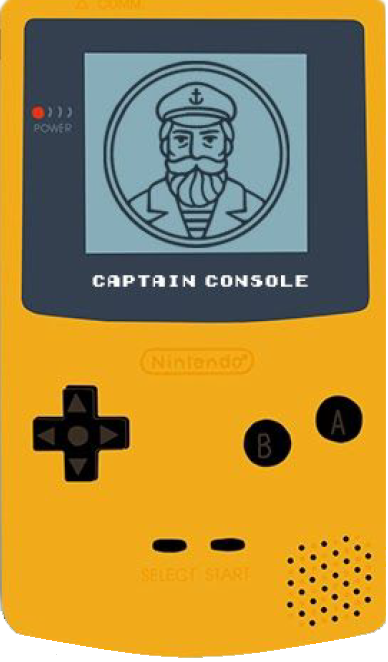 COMM.
POWER
CAPTAIN CONSOLE
Nintendo
A
B
SELECT START